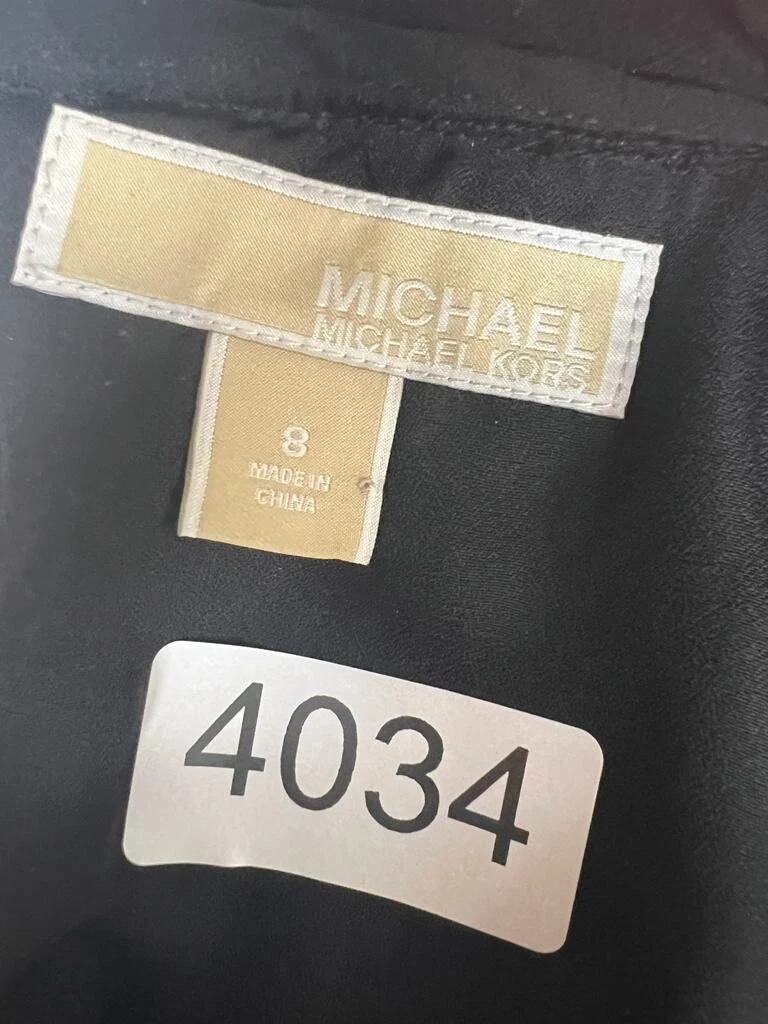 MICHAEL
MICHAEL KORS
8
MADE IN
CHINA
4034